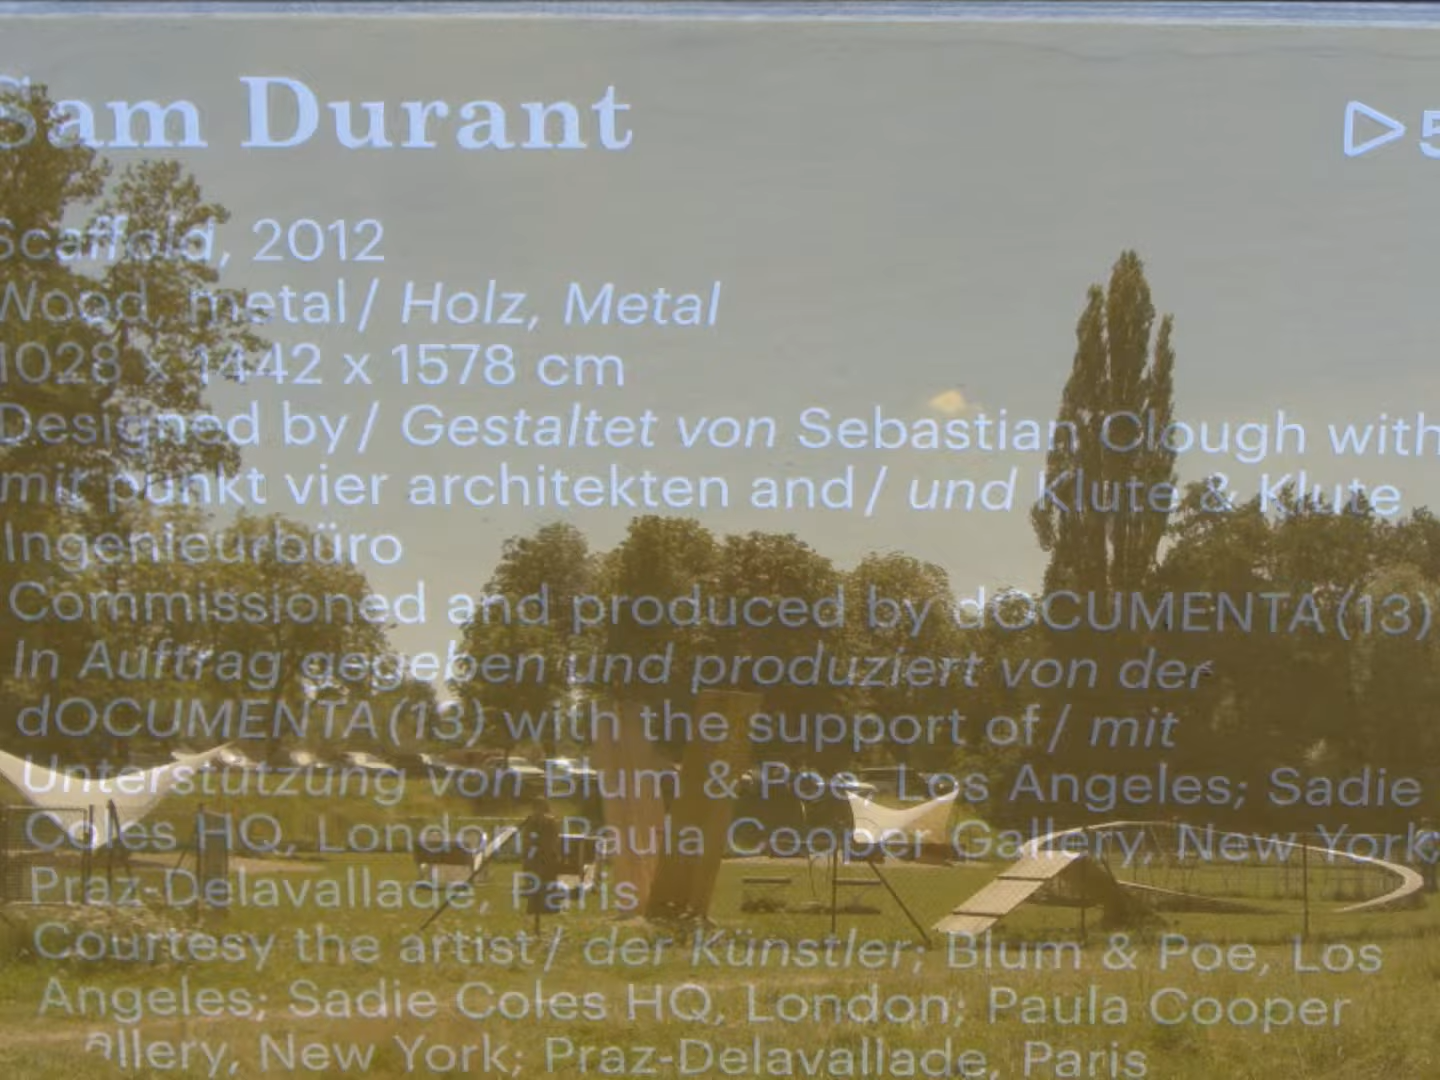 Sam Durant
▷5
Scaffold, 2012
Wood, metal / Holz, Metal
1028 x 1442 x 1578 cm
Designed by / Gestaltet von Sebastian Clough with
mir punkt vier architekten and / und Klute & Klute
Ingenieurbüro
Commissioned and produced by dOCUMENTA (13)
In Auftrag gegeben und produziert von der
dOCUMENTA (13) with the support of / mit
Unterstützung von Blum & Poe, Los Angeles; Sadie
Coles HQ, London; Paula Cooper Gallery, New York;
Praz-Delavallade, Paris
Courtesy the artist / der Künstler; Blum & Poe, Los
Angeles; Sadie Coles HQ, London; Paula Cooper
allery, New York; Praz-Delavallade, Paris